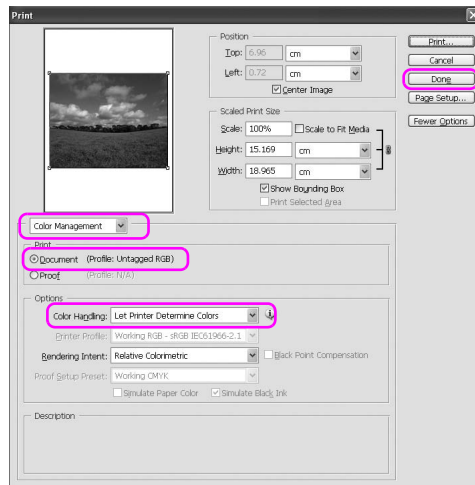 Print
Position
Top: 6.96 cm
Left: 0.72 cm
Center Image
Scaled Print Size
Scale: 100% Scale to Fit Media
Height: 15.169 cm
Width: 18.965 cm
Show Bounding Box
Print Selected Area
Print...
Cancel
Done
Page Setup...
Fewer Options
Color Management
Print
Document (Profile: Untagged RGB)
Proof (Profile: N/A)
Options
Color Handling: Let Printer Determine Colors
Printer Profile: Working RGB - sRGB IEC61966-2.1
Rendering Intent: Relative Colorimetric Black Point Compensation
Proof Setup Preset: Working CMYK
Simulate Paper Color Simulate Black Ink
Description